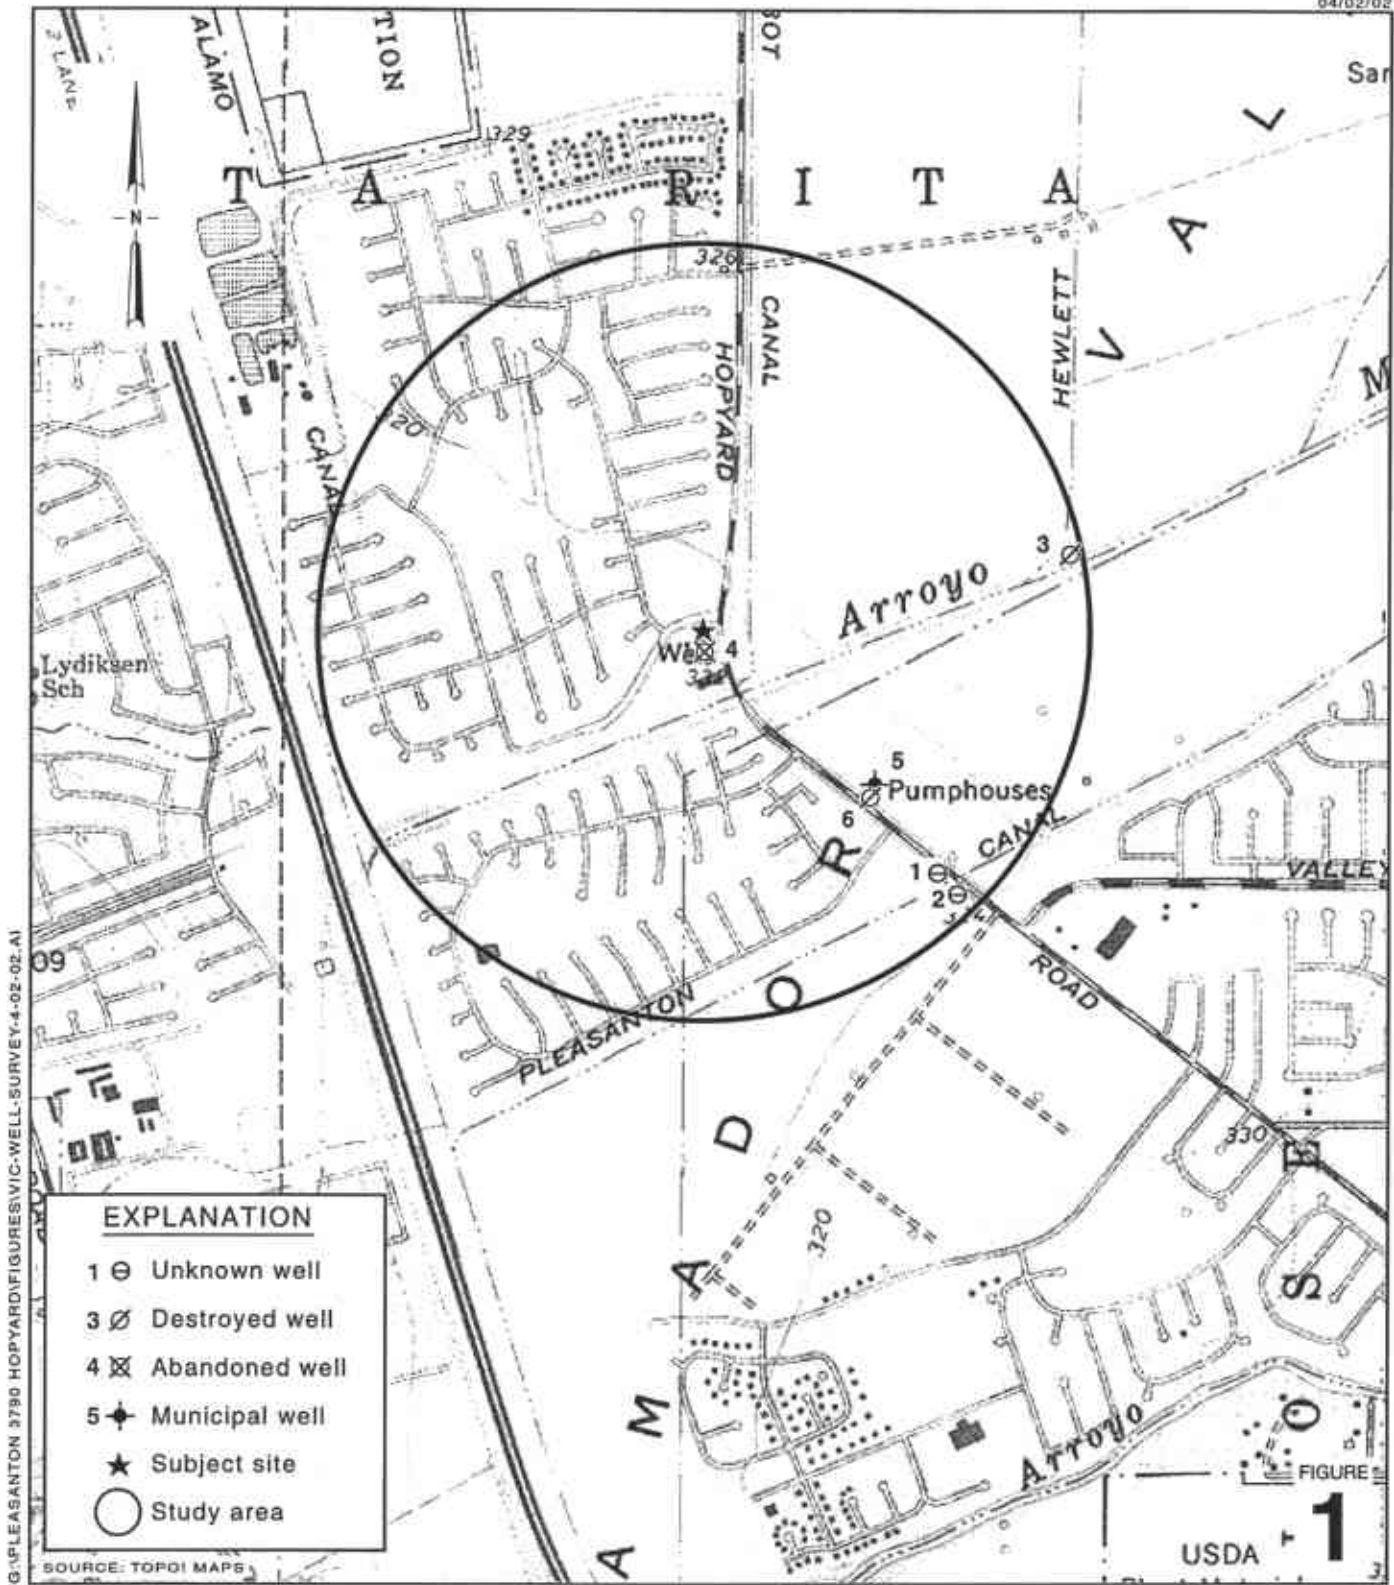 04/02/02
ALAMO
TION
BOT
San
329
T A R I T A
L
A
V
-N-
326
CANAL
HOPYARD
HEWLETT
M
320
CANAL
3
Arroyo
Lydiksen
Sch
4
5
Pumphouses
6
R
CANAL
1
2
VALLEY
09
ROAD
O
PLEASANTON
D
330
320
A
S
M
Arroyo
O
A
EXPLANATION
1 Unknown well
3 Destroyed well
4 Abandoned well
5 Municipal well
Subject site
Study area
SOURCE: TOPO! MAPS
FIGURE
1
USDA
G:\PLEASANTON 3790 HOPYARD\FIGURES\VIC-WELL-SURVEY-4-02-02.AI